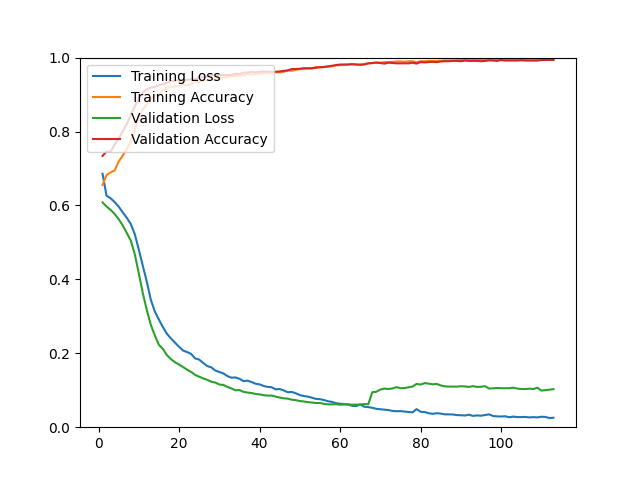 1.0
0.8
0.6
0.4
0.2
0.0
Training Loss
Training Accuracy
Validation Loss
Validation Accuracy
0 20 40 60 80 100